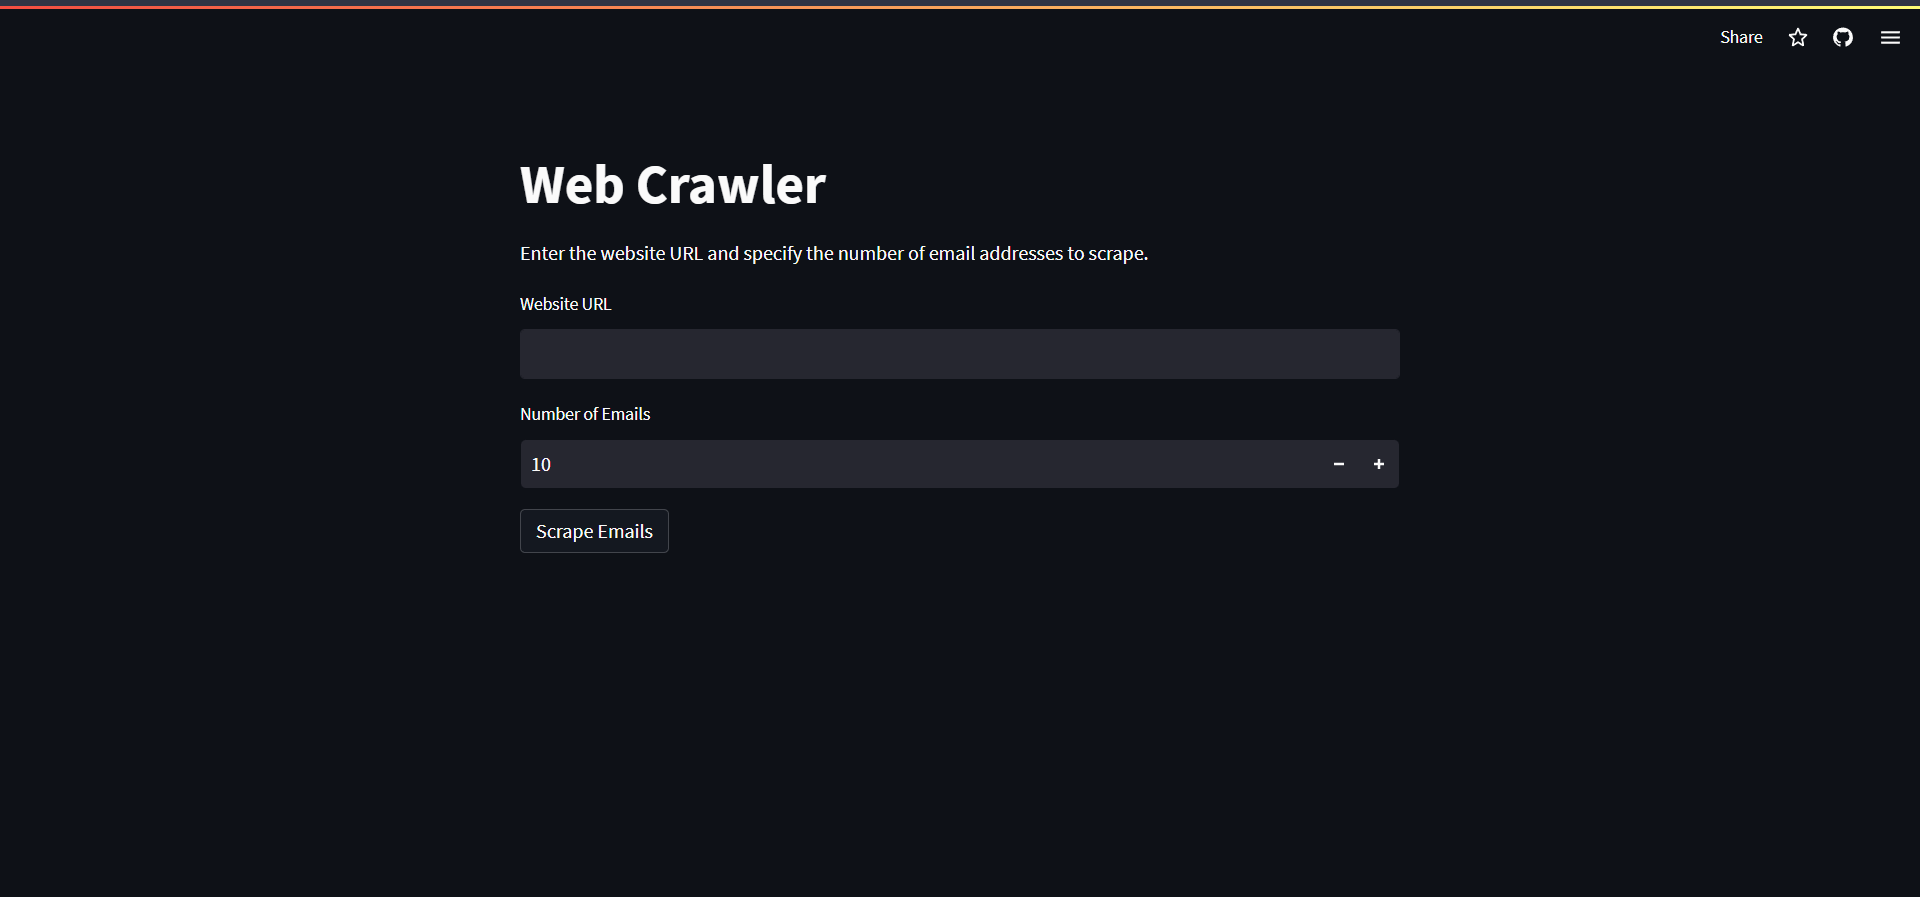 Share
Web Crawler
Enter the website URL and specify the number of email addresses to scrape.
Website URL
Number of Emails
10
Scrape Emails